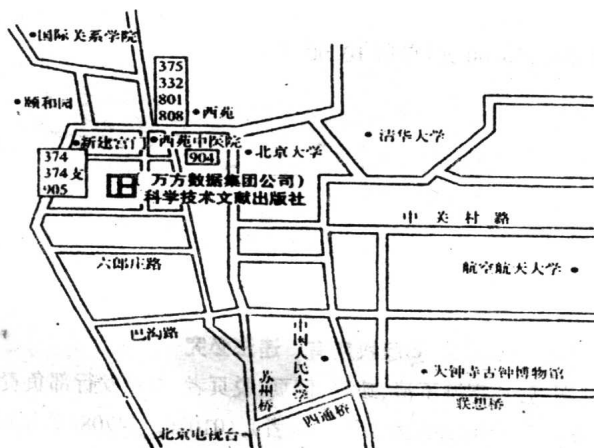 国际关系学院
375
332
801
808
西苑
颐和园
清华大学
新建宫门
西苑中医院
904
北京大学
374
374支
905
万方数据集团公司)
科学技术文献出版社
中关村路
六郎庄路
航空航天大学
巴沟路
中国人民大学
大钟寺古钟博物馆
苏州桥
四通桥
联想桥
北京电视台